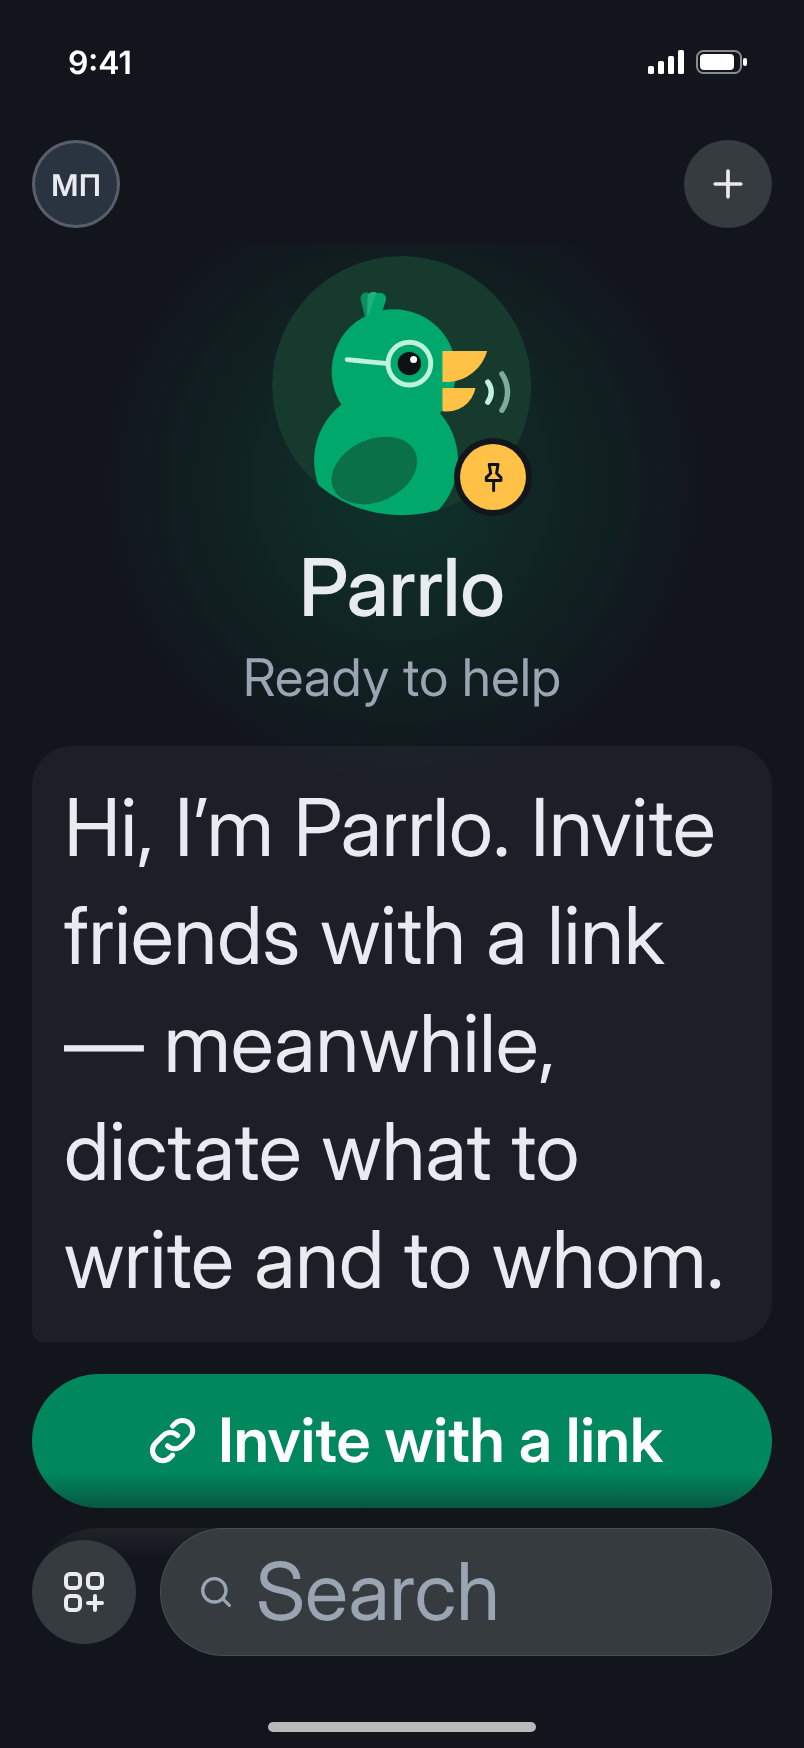 9:41
МП
Parrlo
Ready to help
Hi, I’m Parrlo. Invite
friends with a link
— meanwhile,
dictate what to
write and to whom.
Invite with a link
Search